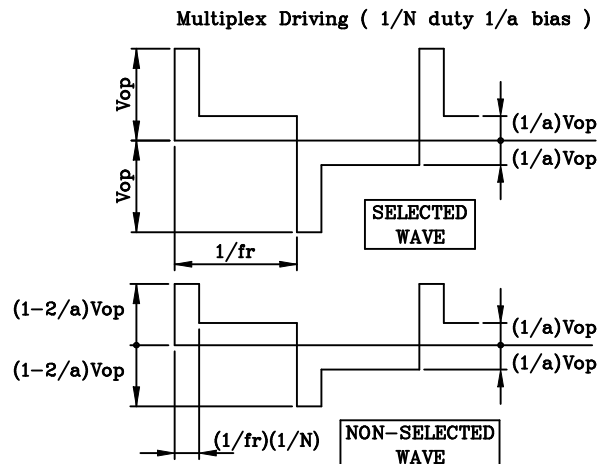 Multiplex Driving ( 1/N duty 1/a bias )
Vop
(1/a)Vop
(1/a)Vop
Vop
SELECTED
WAVE
1/fr
(1-2/a)Vop
(1/a)Vop
(1-2/a)Vop
(1/a)Vop
(1/fr)(1/N)
NON-SELECTED
WAVE